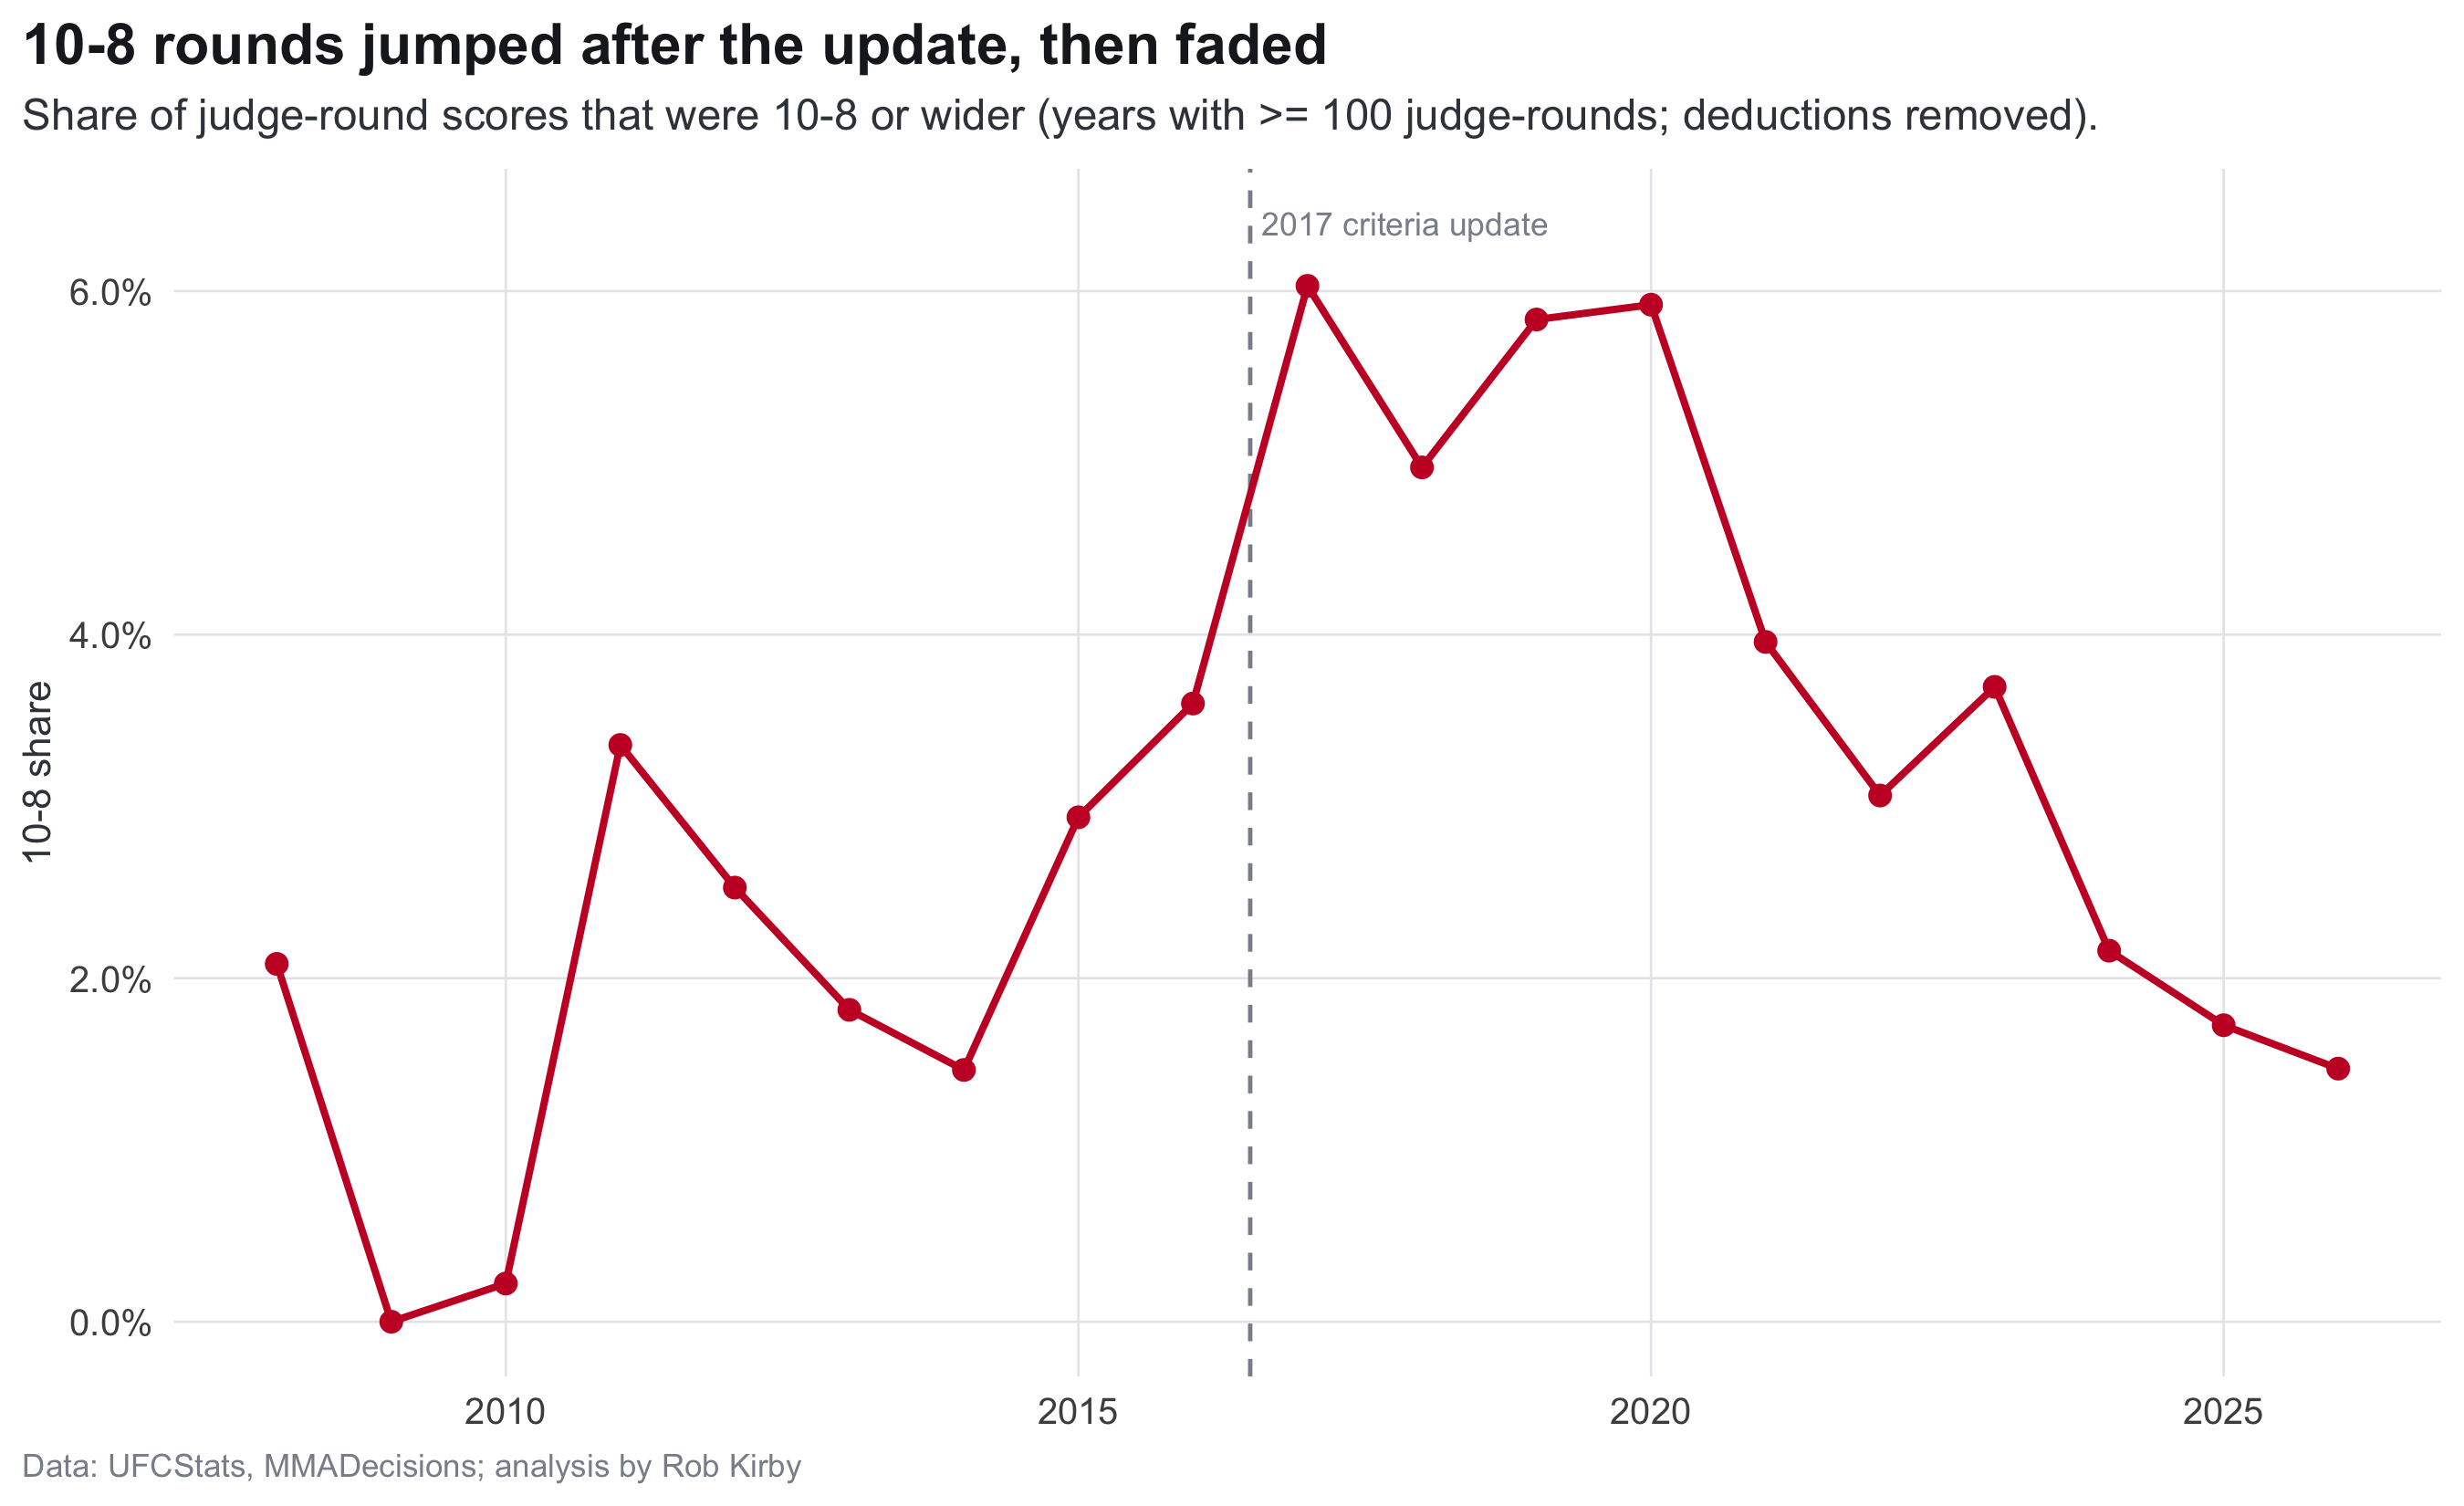 10-8 rounds jumped after the update, then faded
Share of judge-round scores that were 10-8 or wider (years with >= 100 judge-rounds; deductions removed).
2017 criteria update
6.0%
4.0%
2.0%
0.0%
10-8 share
2010
2015
2020
2025
Data: UFCStats, MMADecisions; analysis by Rob Kirby